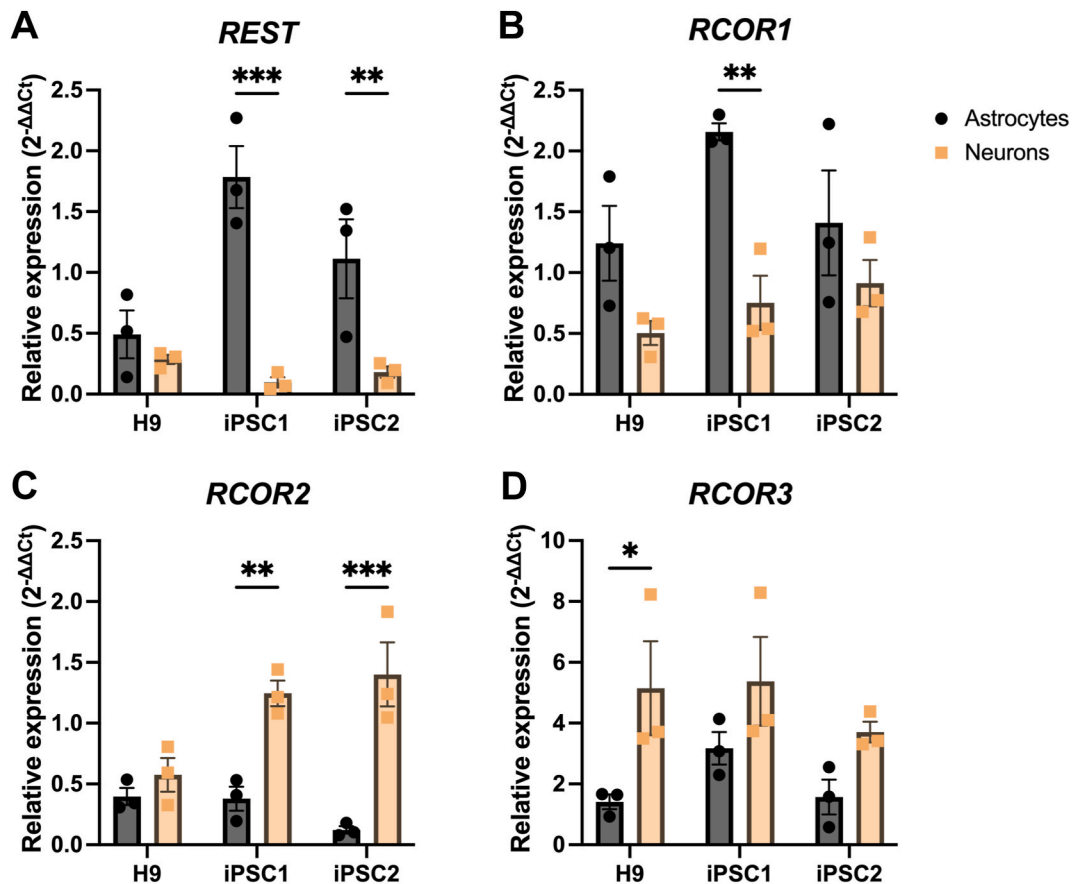 A
REST
Relative expression (2-ΔΔCt)
2.5
2.0
1.5
1.0
0.5
0.0
***
**
H9
iPSC1
iPSC2
B
RCOR1
Relative expression (2-ΔΔCt)
2.5
2.0
1.5
1.0
0.5
0.0
**
H9
iPSC1
iPSC2
Astrocytes
Neurons
C
RCOR2
Relative expression (2-ΔΔCt)
2.5
2.0
1.5
1.0
0.5
0.0
**
***
H9
iPSC1
iPSC2
D
RCOR3
Relative expression (2-ΔΔCt)
10
8
6
4
2
0
*
H9
iPSC1
iPSC2